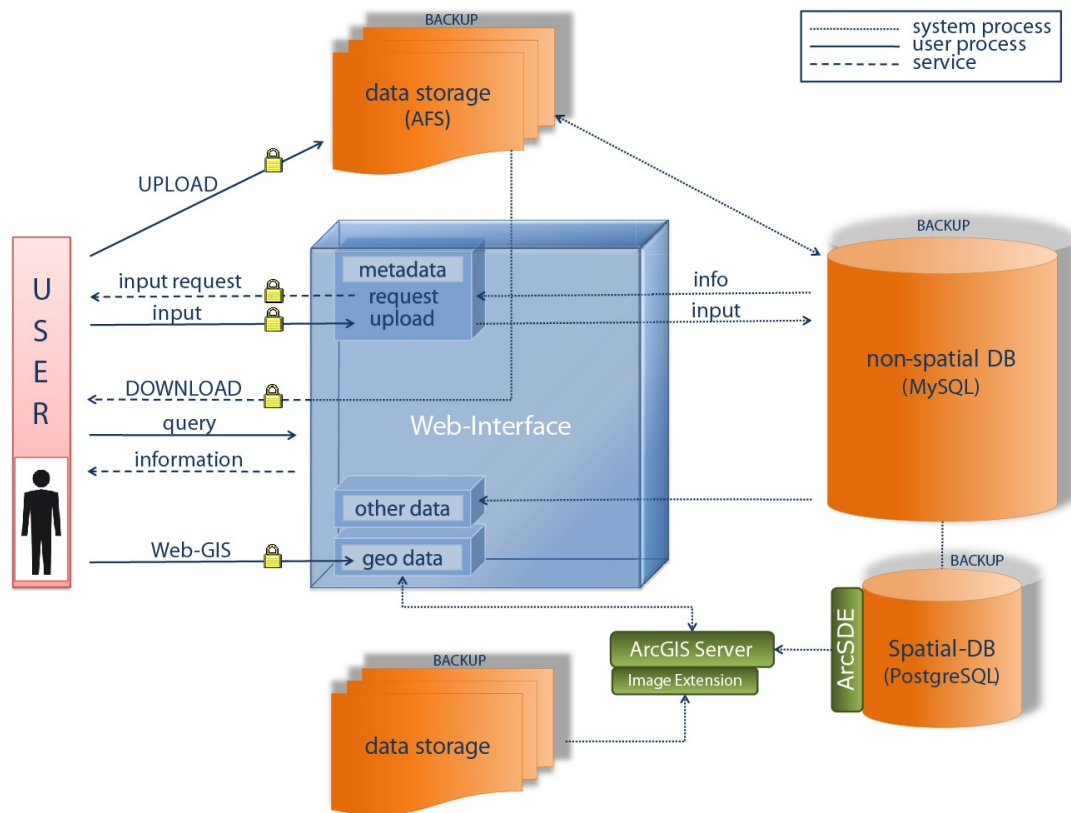 BACKUP
data storage
(AFS)
system process
user process
service
UPLOAD
BACKUP
USER
input request
input
metadata
request
upload
info
input
non-spatial DB
(MySQL)
DOWNLOAD
query
information
Web-Interface
other data
Web-GIS
geo data
BACKUP
ArcSDE
Spatial-DB
(PostgreSQL)
ArcGIS Server
Image Extension
BACKUP
data storage